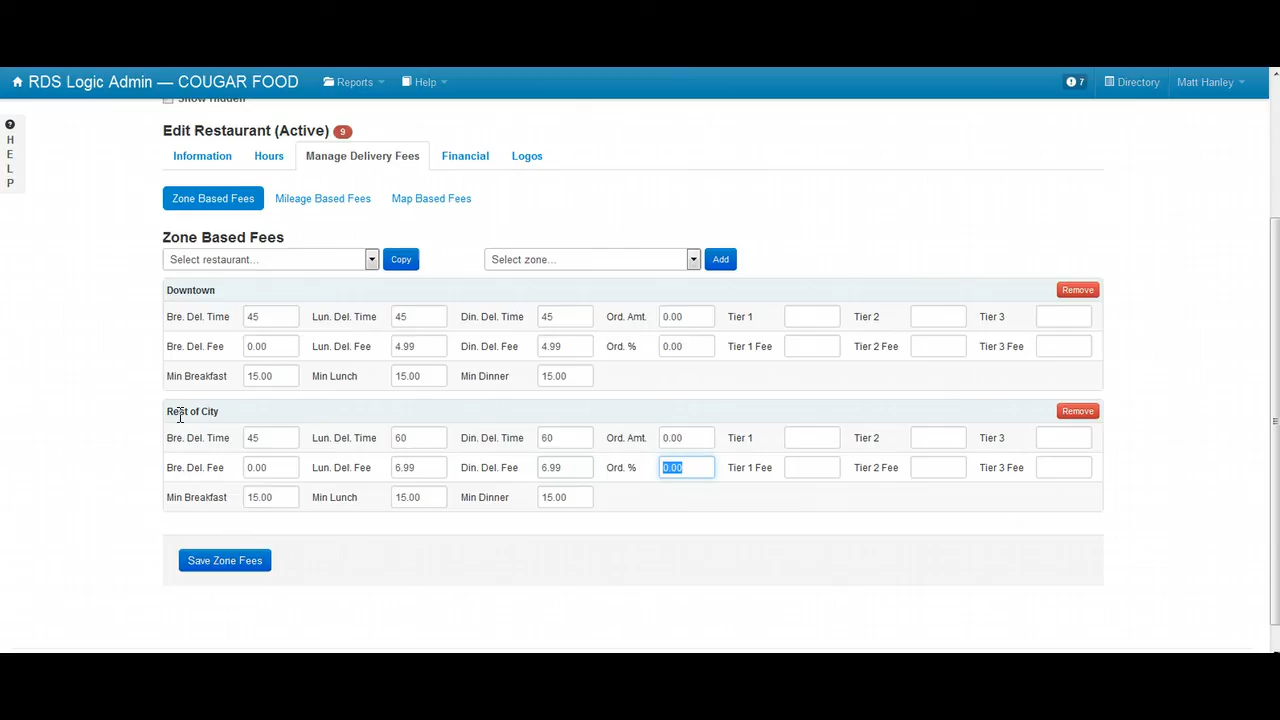 RDS Logic Admin — COUGAR FOOD Reports Help 7 Directory Matt Hanley
Show Hidden
H
E
L
P
Edit Restaurant (Active) 9
Information Hours Manage Delivery Fees Financial Logos
Zone Based Fees Mileage Based Fees Map Based Fees
Zone Based Fees
Select restaurant... Copy Select zone... Add
Downtown Remove
Bre. Del. Time 45 Lun. Del. Time 45 Din. Del. Time 45 Ord. Amt. 0.00 Tier 1 Tier 2 Tier 3
Bre. Del. Fee 0.00 Lun. Del. Fee 4.99 Din. Del. Fee 4.99 Ord. % 0.00 Tier 1 Fee Tier 2 Fee Tier 3 Fee
Min Breakfast 15.00 Min Lunch 15.00 Min Dinner 15.00
Rest of City Remove
Bre. Del. Time 45 Lun. Del. Time 60 Din. Del. Time 60 Ord. Amt. 0.00 Tier 1 Tier 2 Tier 3
Bre. Del. Fee 0.00 Lun. Del. Fee 6.99 Din. Del. Fee 6.99 Ord. % 0.00 Tier 1 Fee Tier 2 Fee Tier 3 Fee
Min Breakfast 15.00 Min Lunch 15.00 Min Dinner 15.00
Save Zone Fees